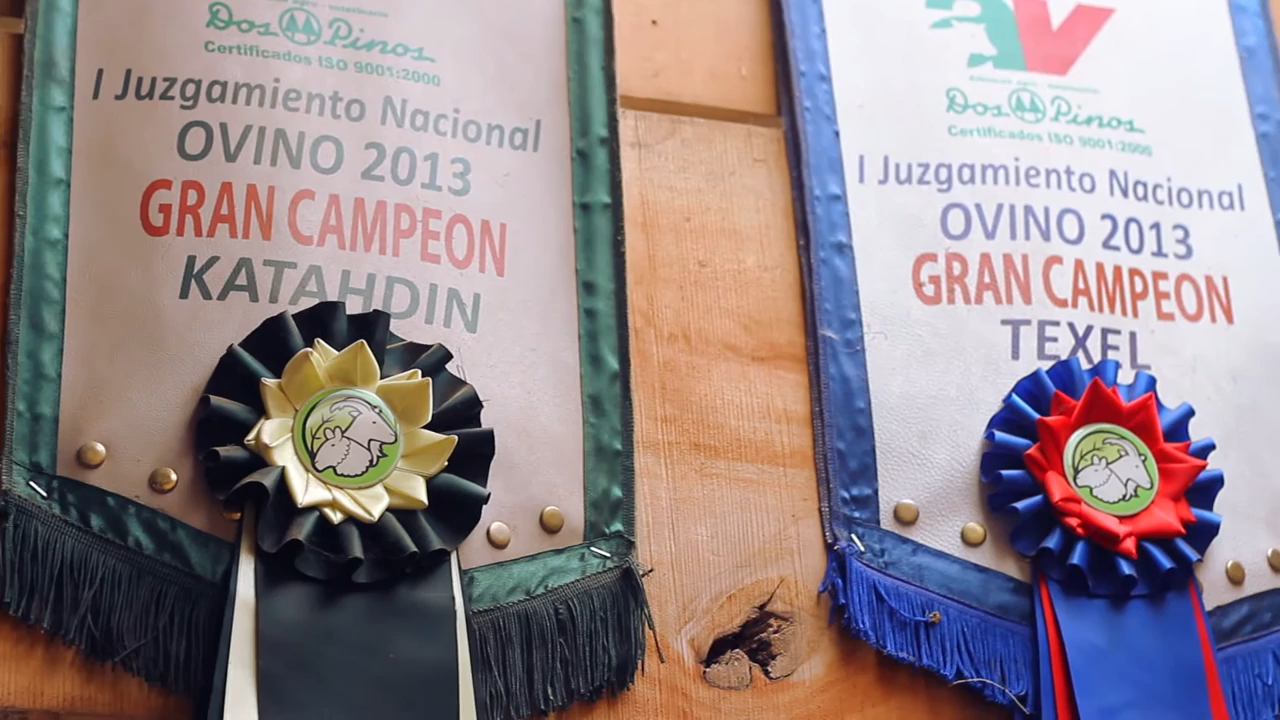 Dos Pinos
Certificados ISO 9001:2000
I Juzgamiento Nacional
OVINO 2013
GRAN CAMPEON
KATAHDIN
V
Dos Pinos
Certificados ISO 9001:2000
I Juzgamiento Nacional
OVINO 2013
GRAN CAMPEON
TEXEL